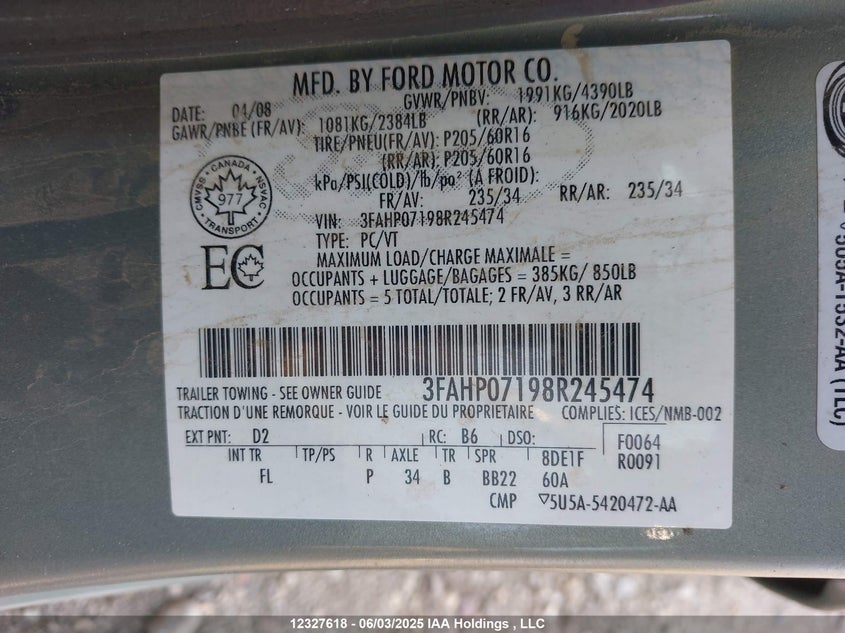 MFD. BY FORD MOTOR CO.
DATE: 04/08 GVWR/PNBV: 1991KG/4390LB
GAWR/PNBE (FR/AV): 1081KG/2384LB (RR/AR): 916KG/2020LB
TIRE/PNEU(FR/AV): P205/60R16
(RR/AR): P205/60R16
kPa/PSI(COLD)/lb/po² (À FROID):
FR/AV: 235/34 RR/AR: 235/34
VIN: 3FAHP07198R245474
TYPE: PC/VT
MAXIMUM LOAD/CHARGE MAXIMALE =
OCCUPANTS + LUGGAGE/BAGAGES = 385KG/ 850LB
OCCUPANTS = 5 TOTAL/TOTALE; 2 FR/AV, 3 RR/AR
CANADA
CMVSS 977 NSVAC
TRANSPORT
EC
3FAHP07198R245474
TRAILER TOWING - SEE OWNER GUIDE
TRACTION D'UNE REMORQUE - VOIR LE GUIDE DU PROPRIETAIRE COMPLIES: ICES/NMB-002
EXT PNT: D2 RC: B6 DSO: F0064
INT TR TP/PS R AXLE TR SPR 8DE1F R0091
FL P 34 B BB22 60A
CMP ▽5U5A-5420472-AA
(TLC)
12327618 - 06/03/2025 IAA Holdings , LLC